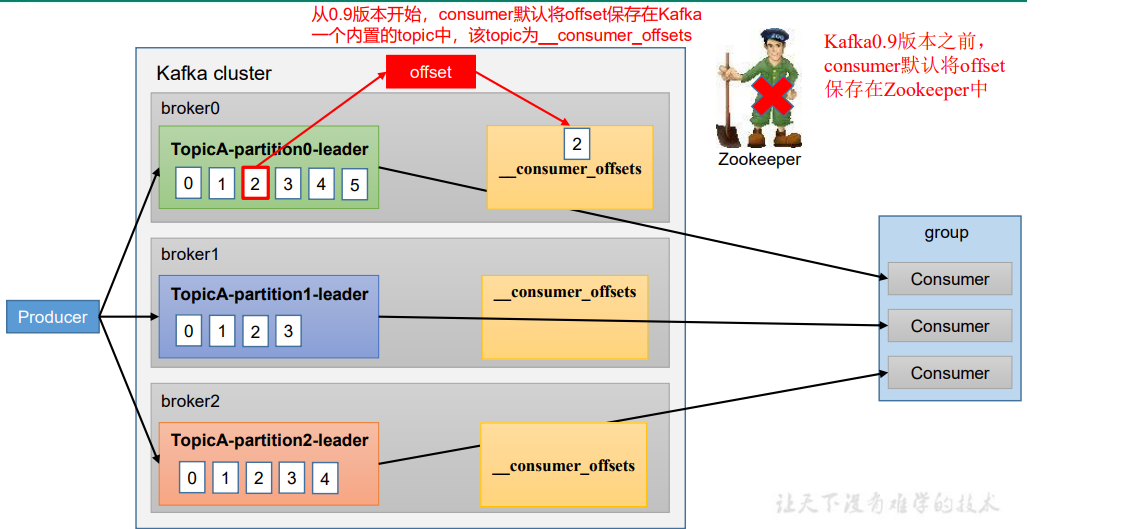 从0.9版本开始，consumer默认将offset保存在Kafka
一个内置的topic中，该topic为__consumer_offsets
Kafka0.9版本之前，
consumer默认将offset
保存在Zookeeper中
Zookeeper
Kafka cluster
offset
broker0
TopicA-partition0-leader
0 1 2 3 4 5
2
__consumer_offsets
broker1
TopicA-partition1-leader
0 1 2 3
__consumer_offsets
broker2
TopicA-partition2-leader
0 1 2 3 4
__consumer_offsets
Producer
group
Consumer
Consumer
Consumer
让天下没有难学的技术